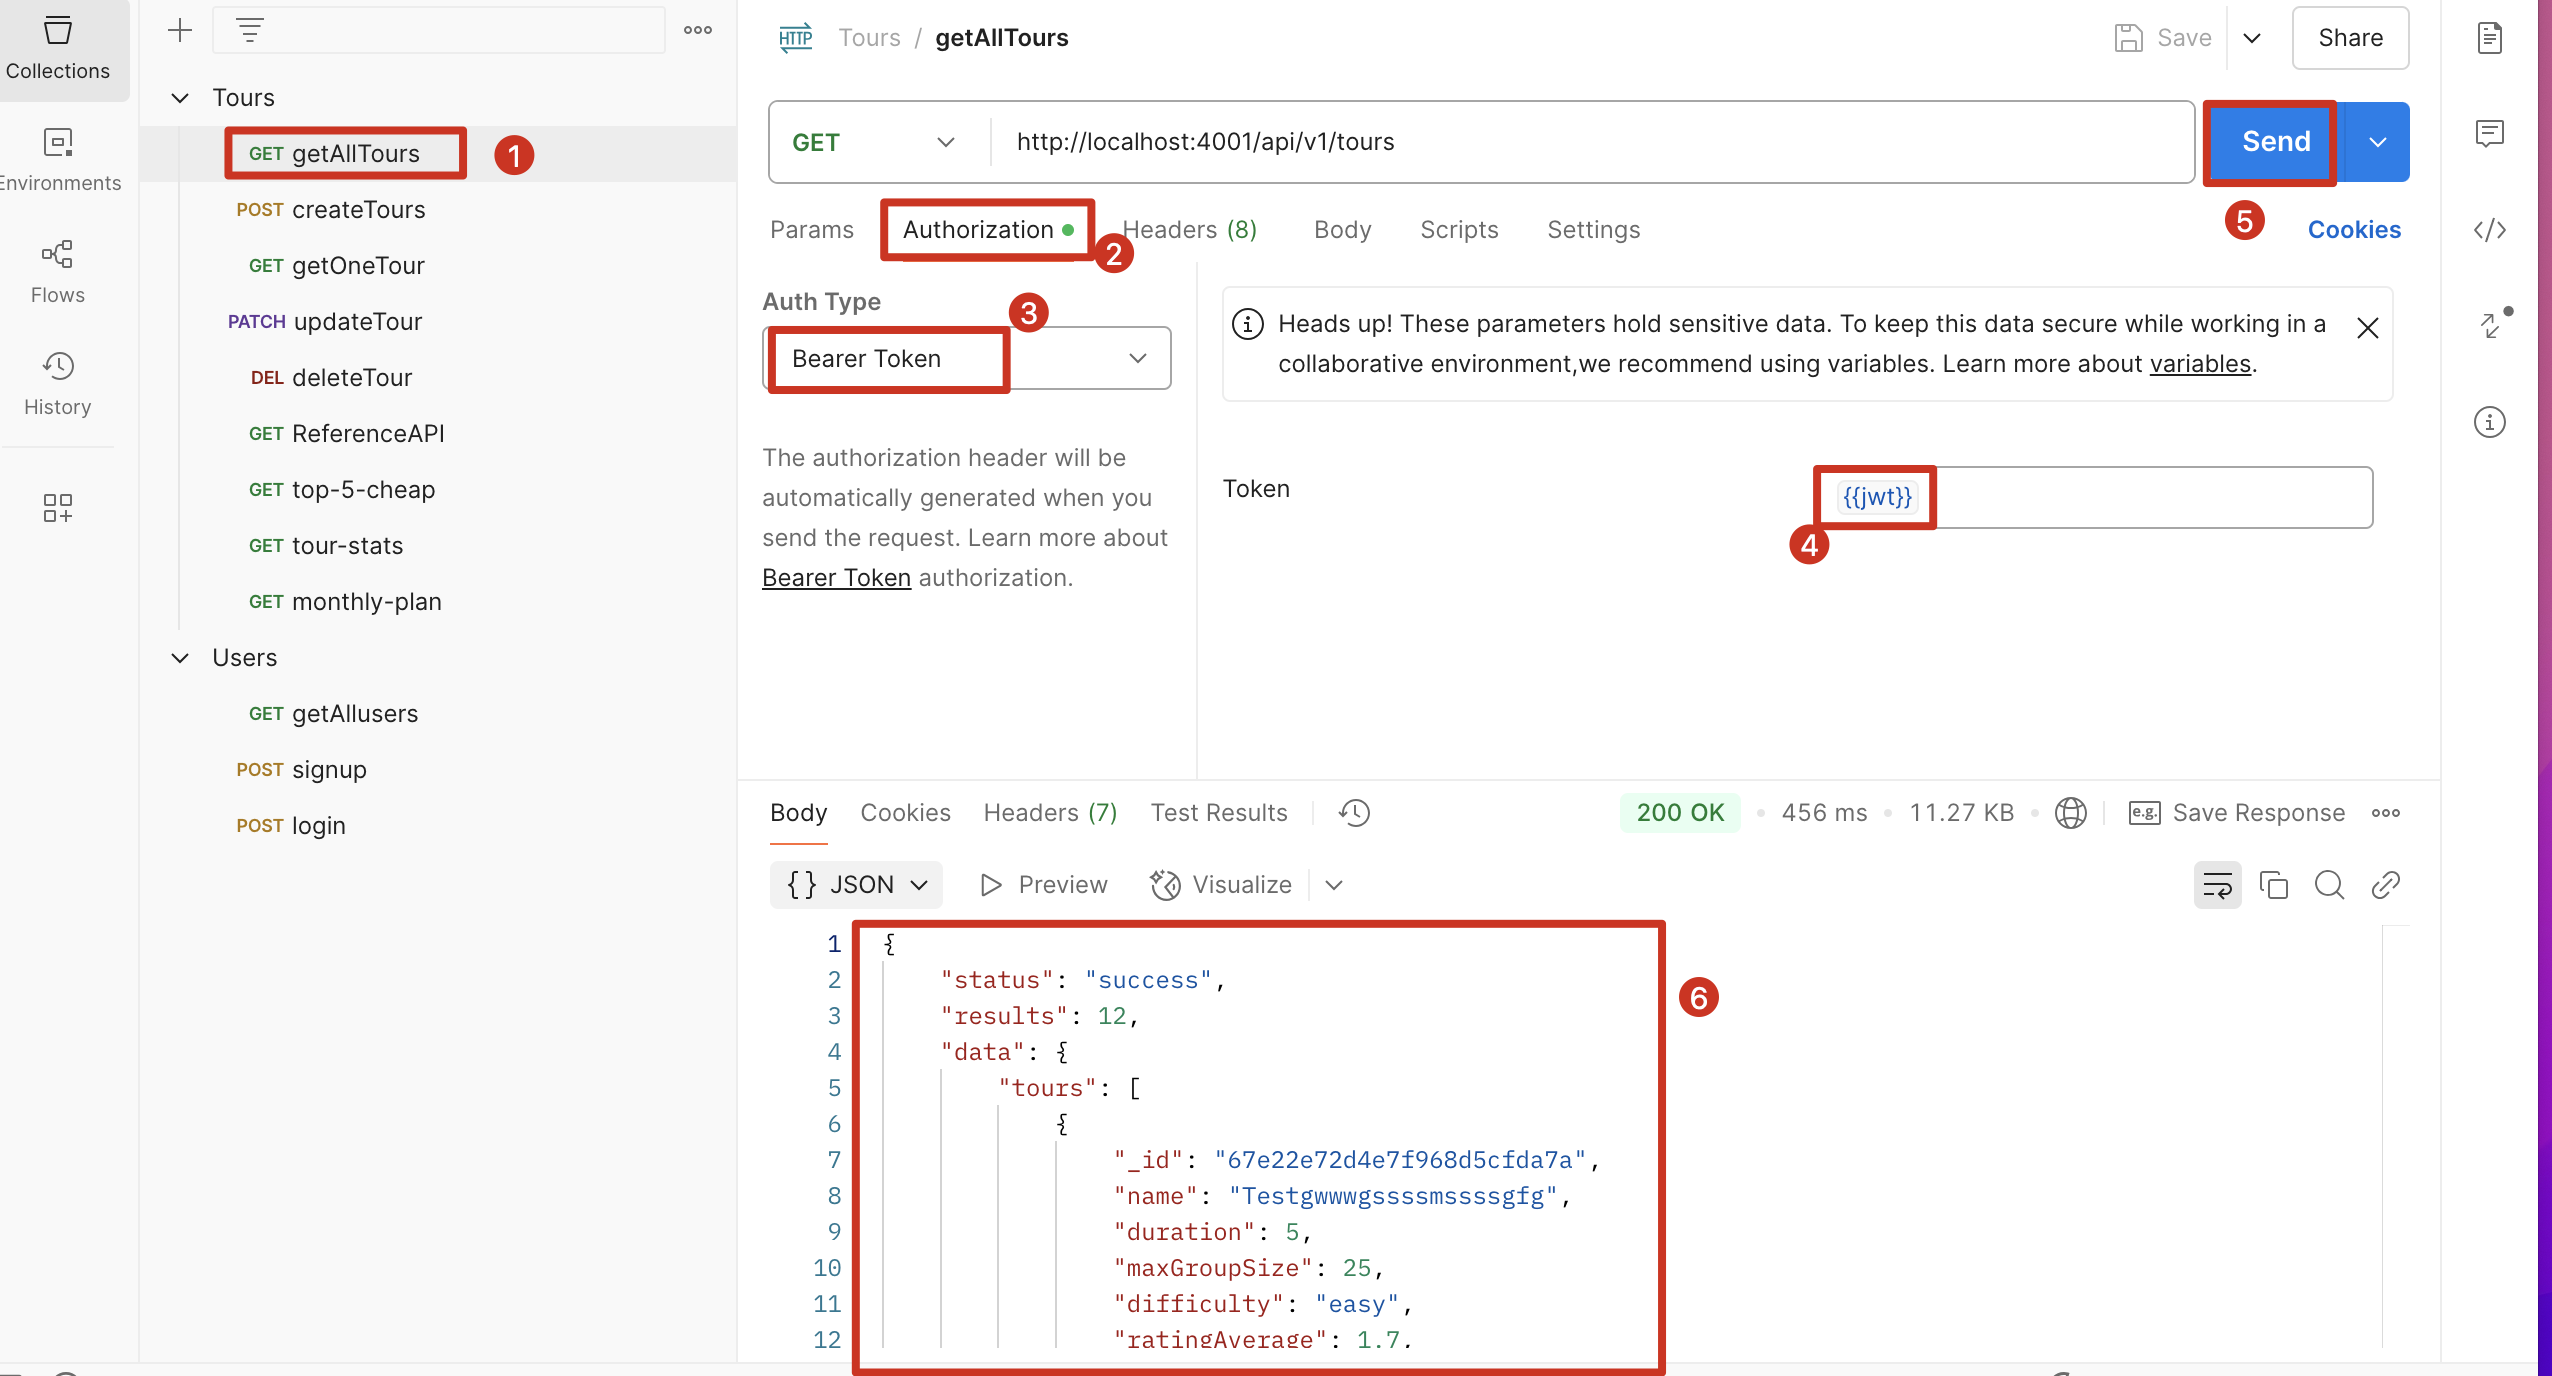 Collections
Environments
Flows
History
Tours
GET getAllTours
1
POST createTours
GET getOneTour
PATCH updateTour
DEL deleteTour
GET ReferenceAPI
GET top-5-cheap
GET tour-stats
GET monthly-plan
Users
GET getAllusers
POST signup
POST login
HTTP Tours / getAllTours
Save
Share
GET http://localhost:4001/api/v1/tours
Send
5
Params Authorization Headers (8) Body Scripts Settings
Cookies
2
Auth Type
3
Bearer Token
The authorization header will be
automatically generated when you
send the request. Learn more about
Bearer Token authorization.
Heads up! These parameters hold sensitive data. To keep this data secure while working in a
collaborative environment,we recommend using variables. Learn more about variables.
Token
{{jwt}}
4
Body Cookies Headers (7) Test Results
200 OK • 456 ms • 11.27 KB • e.g. Save Response
{} JSON Preview Visualize
1 {
2 "status": "success",
3 "results": 12,
4 "data": {
5 "tours": [
6 {
7 "_id": "67e22e72d4e7f968d5cfda7a",
8 "name": "Testgwwwgssssmssssgfg",
9 "duration": 5,
10 "maxGroupSize": 25,
11 "difficulty": "easy",
12 "ratingAverage": 1.7,
6